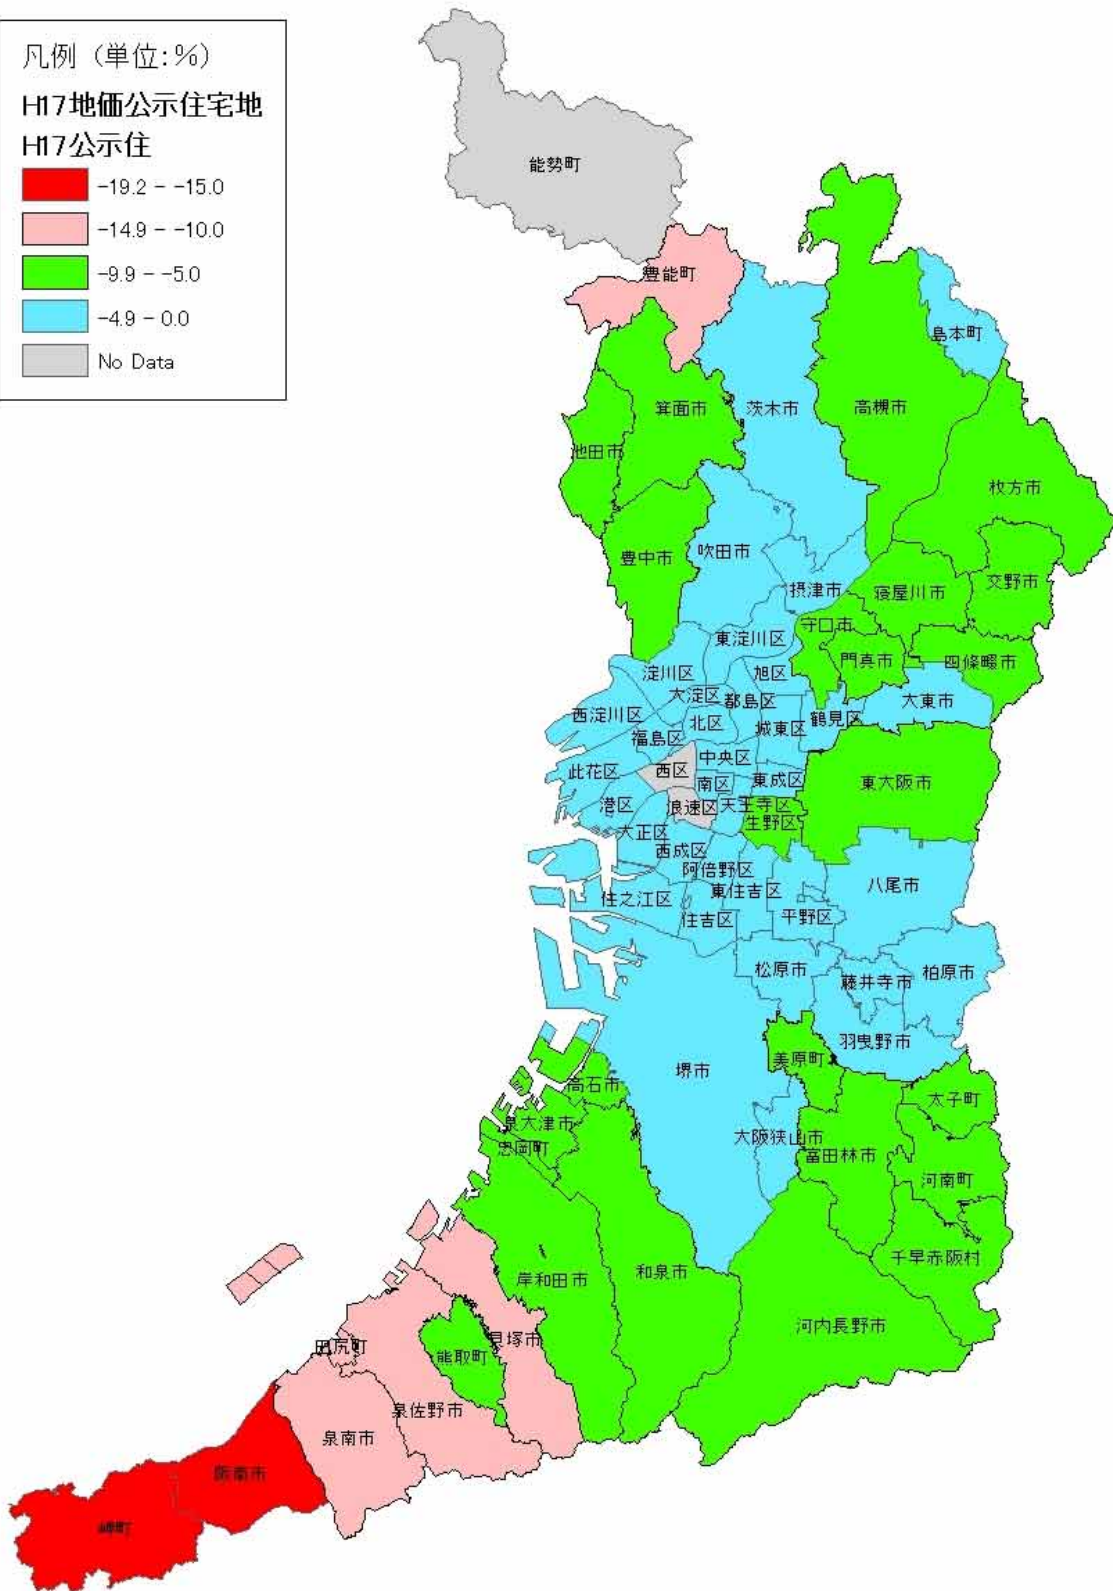 凡例 (単位:%)
H17地価公示住宅地
H17公示住
-19.2 - -15.0
-14.9 - -10.0
-9.9 - -5.0
-4.9 - 0.0
No Data
能勢町
豊能町
島本町
箕面市
茨木市
高槻市
池田市
枚方市
豊中市
吹田市
摂津市
寝屋川市
交野市
東淀川区
守口市
門真市
四條畷市
淀川区
旭区
大淀区
都島区
大東市
西淀川区
北区
城東区
鶴見区
福島区
中央区
此花区
西区
南区
東成区
東大阪市
港区
浪速区
天王寺区
生野区
大正区
西成区
阿倍野区
八尾市
住之江区
東住吉区
住吉区
平野区
松原市
藤井寺市
柏原市
羽曳野市
堺市
美原町
高石市
太子町
泉大津市
大阪狭山市
忠岡町
富田林市
河南町
千早赤阪村
岸和田市
和泉市
河内長野市
田尻町
貝塚市
熊取町
泉佐野市
泉南市
阪南市
岬町